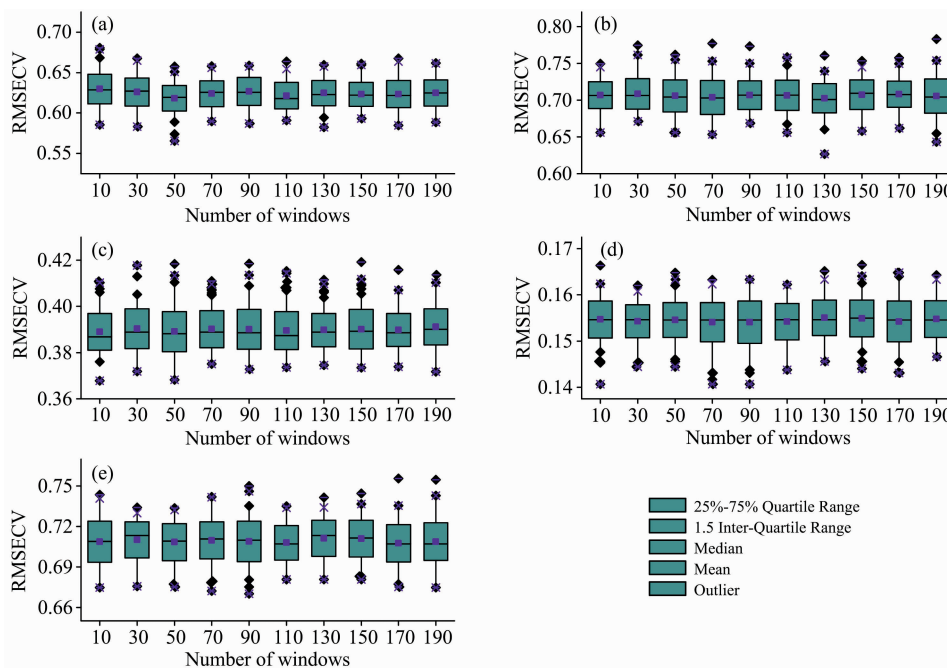 (a)
RMSECV
0.70
0.65
0.60
0.55
10 30 50 70 90 110 130 150 170 190
Number of windows
(b)
RMSECV
0.80
0.75
0.70
0.65
0.60
10 30 50 70 90 110 130 150 170 190
Number of windows
(c)
RMSECV
0.42
0.40
0.38
0.36
10 30 50 70 90 110 130 150 170 190
Number of windows
(d)
RMSECV
0.17
0.16
0.15
0.14
10 30 50 70 90 110 130 150 170 190
Number of windows
(e)
RMSECV
0.75
0.72
0.69
0.66
10 30 50 70 90 110 130 150 170 190
Number of windows
25%-75% Quartile Range
1.5 Inter-Quartile Range
Median
Mean
Outlier